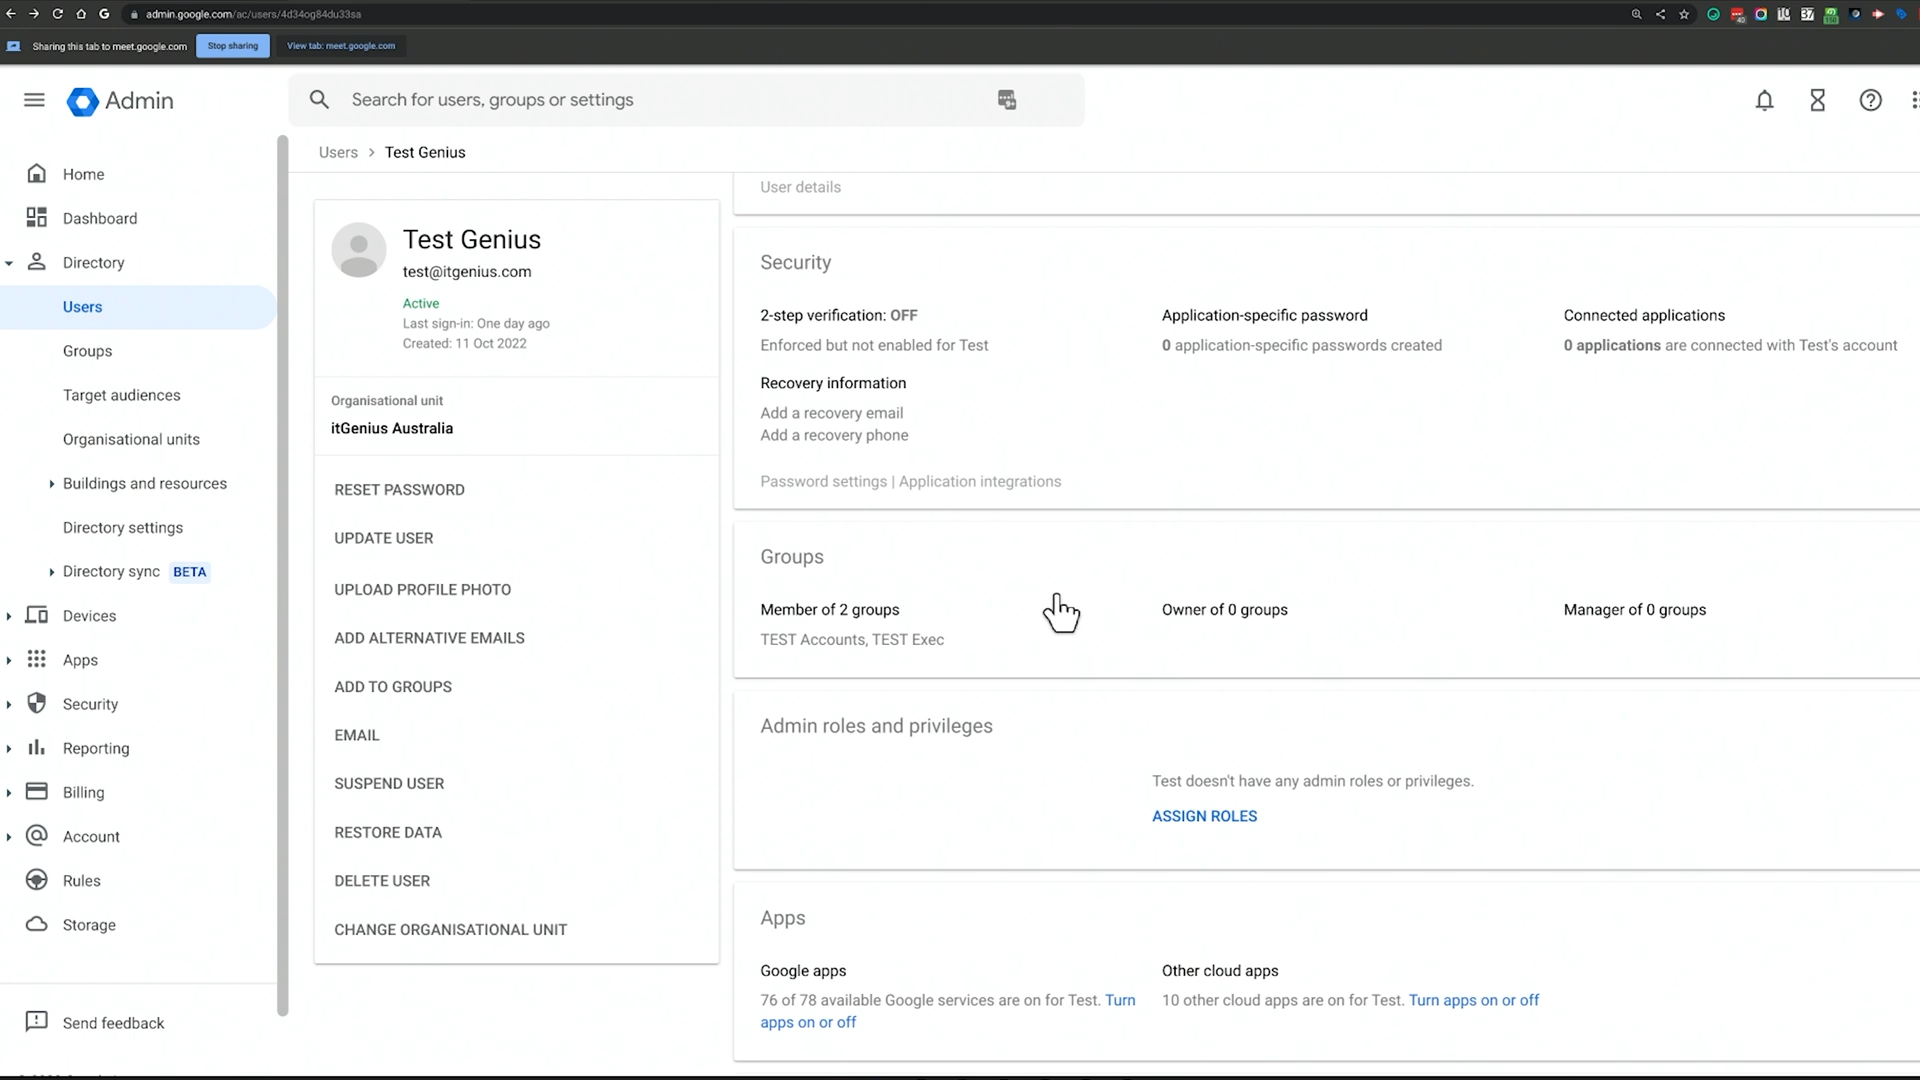 admin.google.com/ac/users/4d34og84du33sa
Sharing this tab to meet.google.com
Stop sharing
View tab: meet.google.com
Admin
Search for users, groups or settings
Users
Test Genius
Home
Dashboard
Directory
Users
Groups
Target audiences
Organisational units
Buildings and resources
Directory settings
Directory sync BETA
Devices
Apps
Security
Reporting
Billing
Account
Rules
Storage
Send feedback
Test Genius
test@itgenius.com
Active
Last sign-in: One day ago
Created: 11 Oct 2022
Organisational unit
itGenius Australia
RESET PASSWORD
UPDATE USER
UPLOAD PROFILE PHOTO
ADD ALTERNATIVE EMAILS
ADD TO GROUPS
EMAIL
SUSPEND USER
RESTORE DATA
DELETE USER
CHANGE ORGANISATIONAL UNIT
User details
Security
2-step verification: OFF
Enforced but not enabled for Test
Recovery information
Add a recovery email
Add a recovery phone
Application-specific password
0 application-specific passwords created
Connected applications
0 applications are connected with Test's account
Password settings | Application integrations
Groups
Member of 2 groups
TEST Accounts, TEST Exec
Owner of 0 groups
Manager of 0 groups
Admin roles and privileges
Test doesn't have any admin roles or privileges.
ASSIGN ROLES
Apps
Google apps
76 of 78 available Google services are on for Test. Turn
apps on or off
Other cloud apps
10 other cloud apps are on for Test. Turn apps on or off